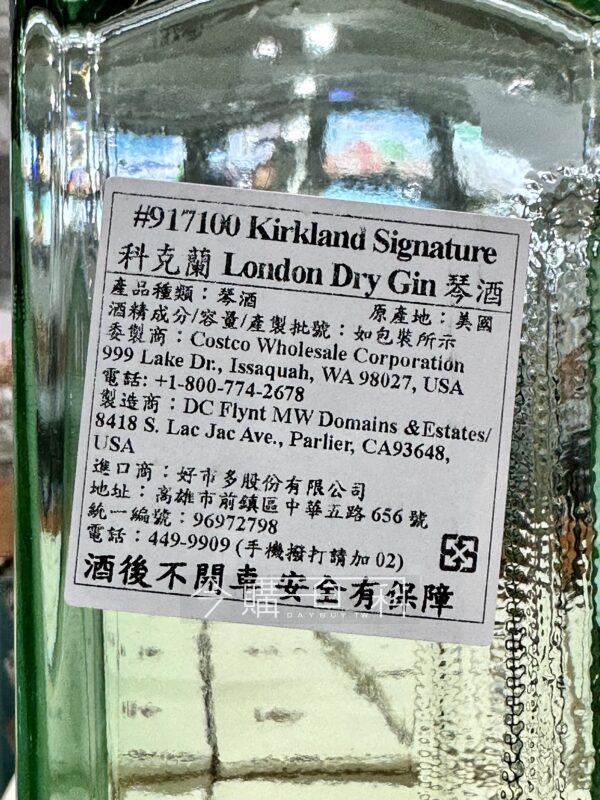 #917100 Kirkland Signature
科克蘭 London Dry Gin 琴酒
產品種類：琴酒 原產地：美國
酒精成分/容量/產製批號：如包裝所示
委製商：Costco Wholesale Corporation
999 Lake Dr., Issaquah, WA 98027, USA
電話: +1-800-774-2678
製造商：DC Flynt MW Domains &Estates/
8418 S. Lac Jac Ave., Parlier, CA93648,
USA
進口商：好市多股份有限公司
地址：高雄市前鎮區中華五路 656 號
統一編號：96972798
電話：449-9909 (手機撥打請加 02)
酒後不開車 安全有保障
今購百科
DAYBUY.TW